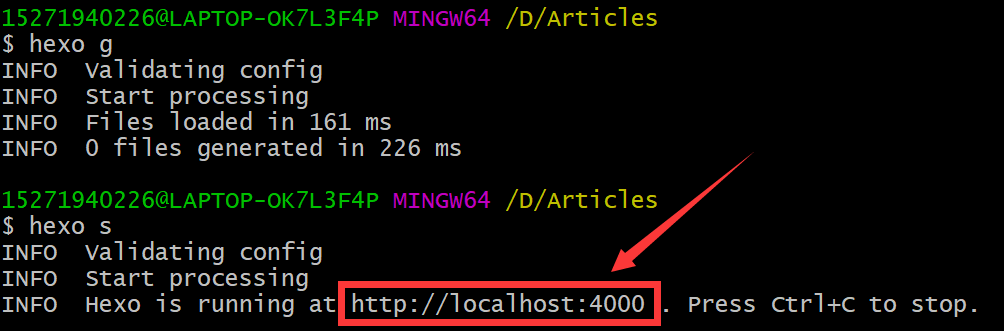 15271940226@LAPTOP-OK7L3F4P MINGW64 /D/Articles
$ hexo g
INFO  Validating config
INFO  Start processing
INFO  Files loaded in 161 ms
INFO  0 files generated in 226 ms
15271940226@LAPTOP-OK7L3F4P MINGW64 /D/Articles
$ hexo s
INFO  Validating config
INFO  Start processing
INFO  Hexo is running at http://localhost:4000 . Press Ctrl+C to stop.